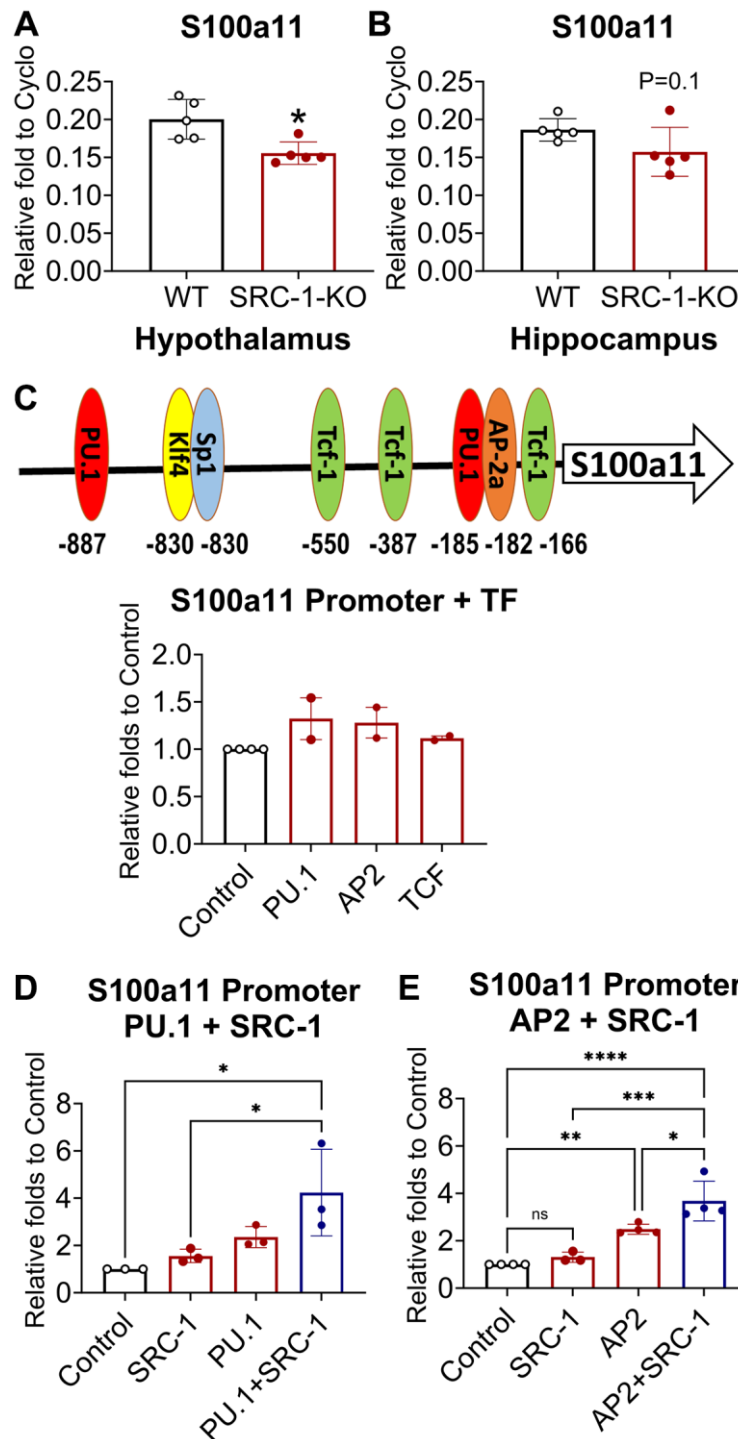 A
S100a11
Relative fold to Cyclo
0.25
0.20
0.15
0.10
0.05
0.00
*
WT
SRC-1-KO
Hypothalamus
B
S100a11
Relative fold to Cyclo
0.25
0.20
0.15
0.10
0.05
0.00
P=0.1
WT
SRC-1-KO
Hippocampus
C
PU.1
Klf4
Sp1
Tcf-1
Tcf-1
PU.1
AP-2a
Tcf-1
S100a11
-887
-830
-830
-550
-387
-185
-182
-166
S100a11 Promoter + TF
Relative folds to Control
2.0
1.5
1.0
0.5
0.0
Control
PU.1
AP2
TCF
D
S100a11 Promoter
PU.1 + SRC-1
Relative folds to Control
8
6
4
2
0
*
*
Control
SRC-1
PU.1
PU.1+SRC-1
E
S100a11 Promoter
AP2 + SRC-1
Relative folds to Control
8
6
4
2
0
****
***
**
*
ns
Control
SRC-1
AP2
AP2+SRC-1